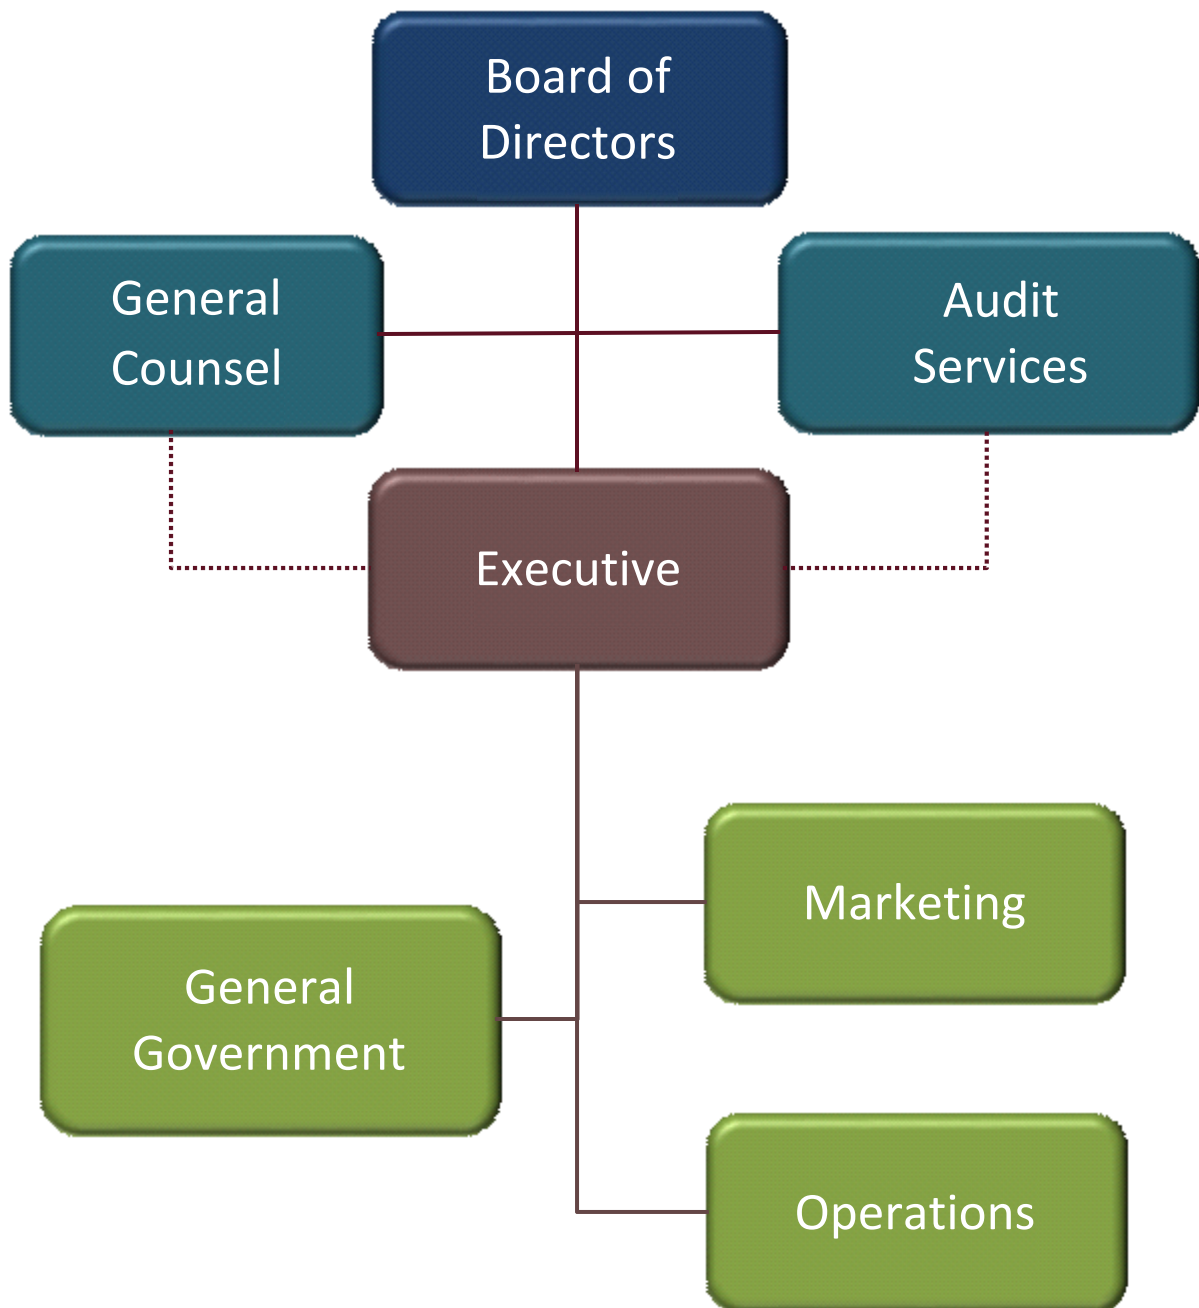 Board of
Directors
General
Counsel
Audit
Services
Executive
Marketing
General
Government
Operations